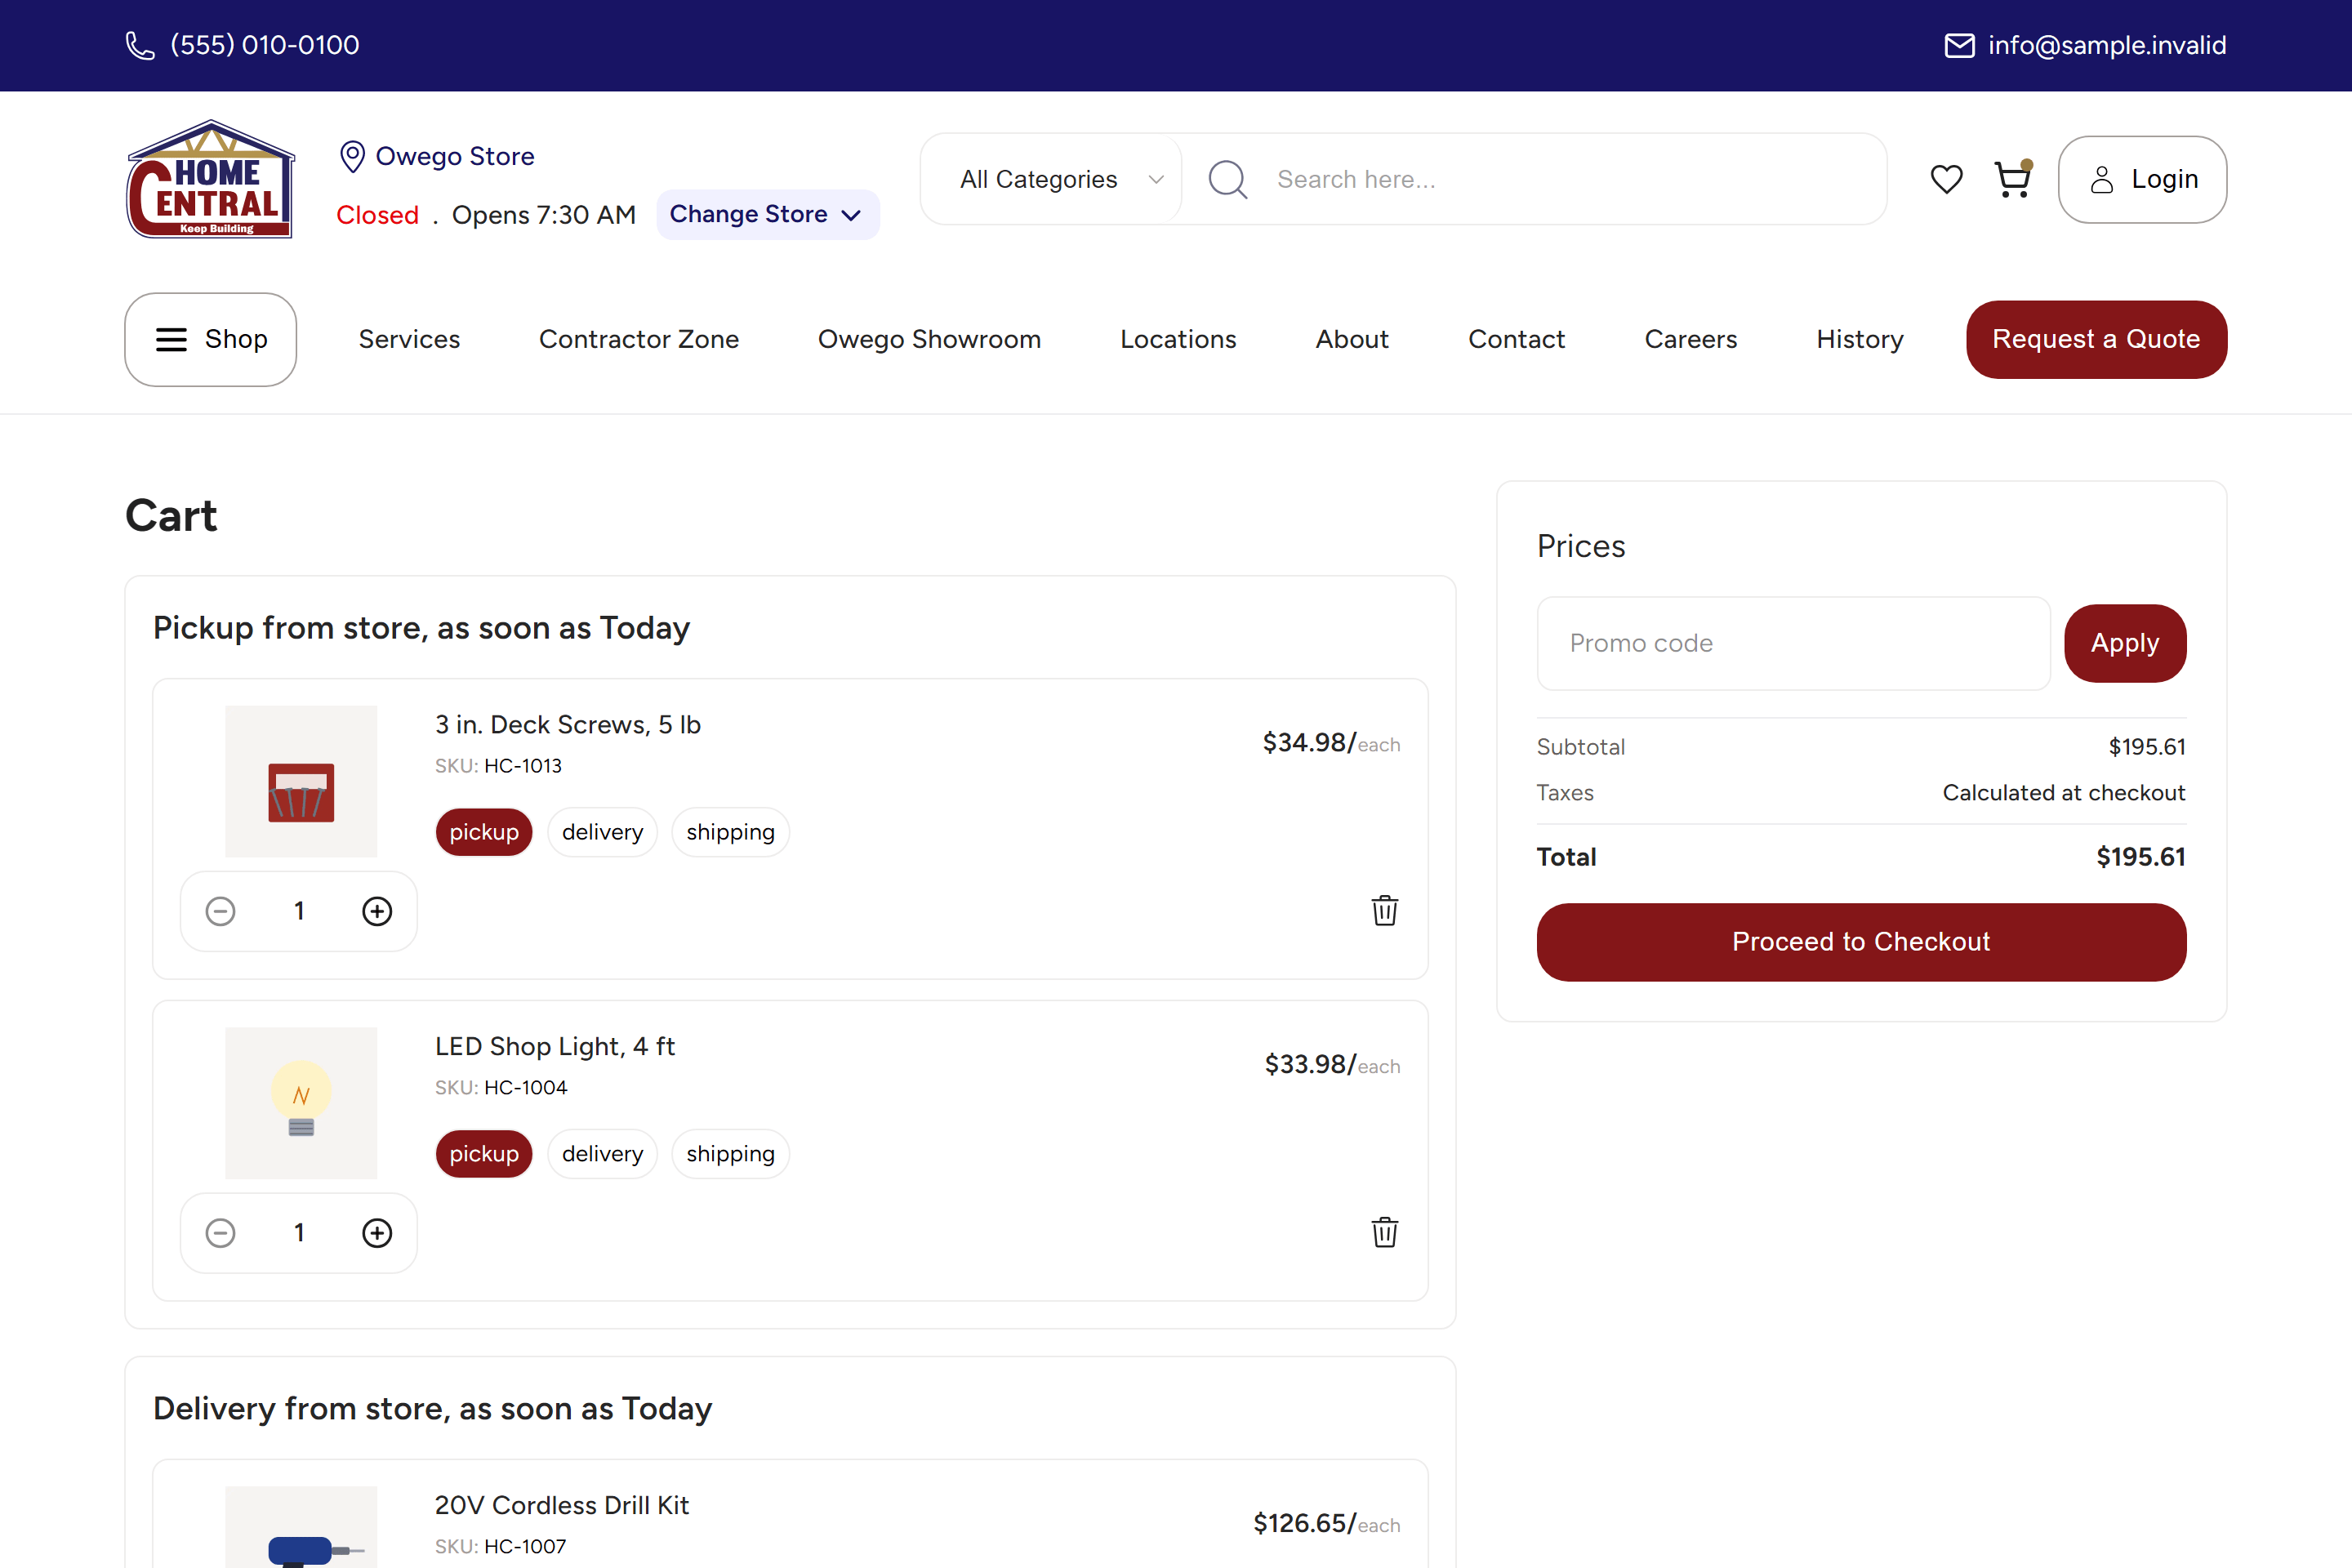 (555) 010-0100
info@sample.invalid
HOME
CENTRAL
Keep Building
Owego Store
Closed . Opens 7:30 AM
Change Store
All Categories
Search here...
Login
Shop
Services
Contractor Zone
Owego Showroom
Locations
About
Contact
Careers
History
Request a Quote
Cart
Pickup from store, as soon as Today
3 in. Deck Screws, 5 lb
$34.98/each
SKU: HC-1013
pickup
delivery
shipping
1
LED Shop Light, 4 ft
$33.98/each
SKU: HC-1004
pickup
delivery
shipping
1
Delivery from store, as soon as Today
20V Cordless Drill Kit
$126.65/each
SKU: HC-1007
Prices
Promo code
Apply
Subtotal $195.61
Taxes Calculated at checkout
Total $195.61
Proceed to Checkout